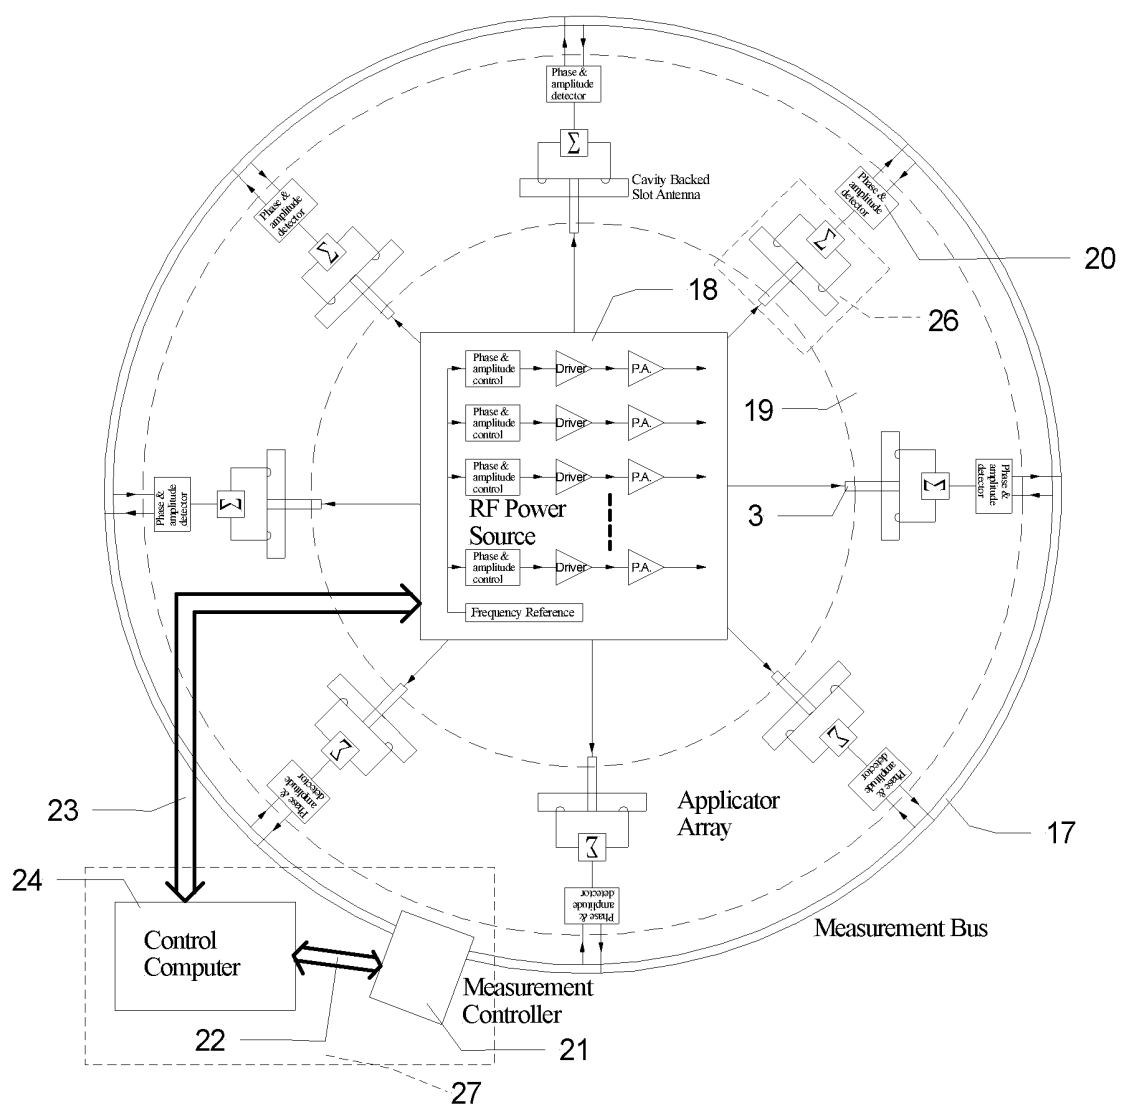 Phase &
amplitude
detector
Σ
Cavity Backed
Slot Antenna
Phase &
amplitude
detector
Σ
Phase &
amplitude
detector
Σ
20
26
18
19
3
Phase &
amplitude
control
Driver
P.A.
Phase &
amplitude
control
Driver
P.A.
Phase &
amplitude
control
Driver
P.A.
RF Power
Source
Phase &
amplitude
control
Driver
P.A.
Frequency Reference
Phase &
amplitude
detector
Σ
Σ
Phase &
amplitude
detector
Phase &
amplitude
detector
Σ
Σ
Phase &
amplitude
detector
Σ
Phase &
amplitude
detector
Applicator
Array
23
17
24
Control
Computer
Measurement Bus
Measurement
Controller
22
21
27